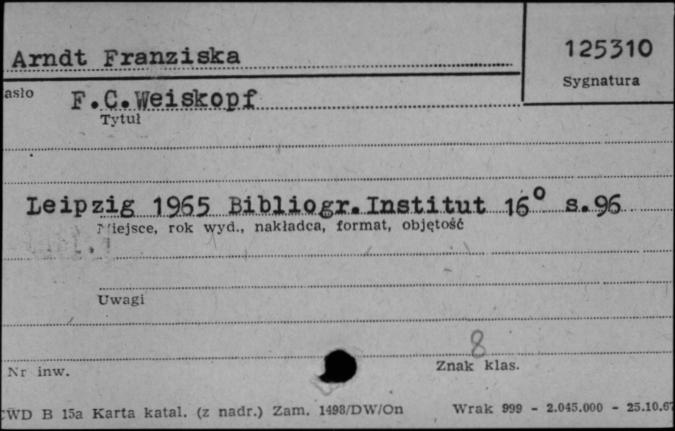 Arndt Franziska
125310
Sygnatura
asło F.C.Weiskopf
Tytuł
Leipzig 1965 Bibliogr.Institut 16° s.96
Miejsce, rok wyd., nakładca, format, objętość
Uwagi
8
Nr inw.
Znak klas.
CWD B 15a Karta katal. (z nadr.) Zam. 1498/DW/On Wrak 999 - 2.045.000 - 25.10.67